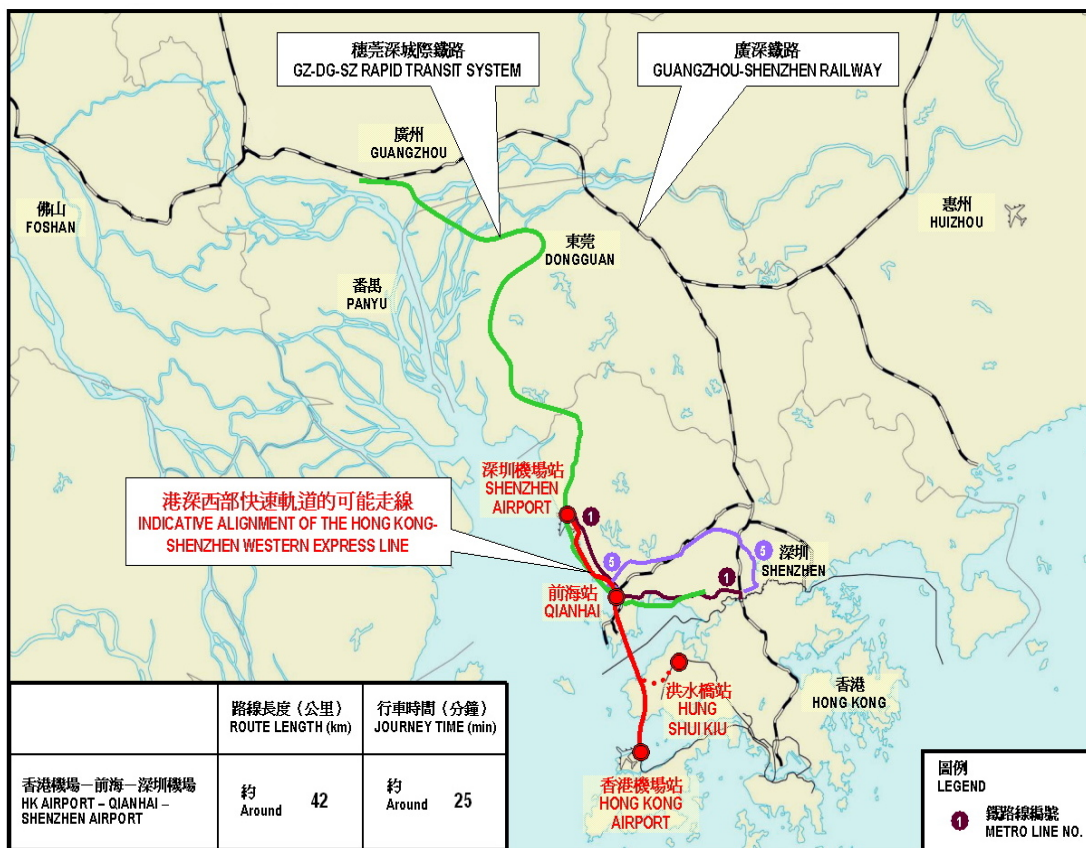 穗莞深城際鐵路
GZ-DG-SZ RAPID TRANSIT SYSTEM
廣深鐵路
GUANGZHOU-SHENZHEN RAILWAY
廣州
GUANGZHOU
佛山
FOSHAN
惠州
HUIZHOU
東莞
DONGGUAN
番禺
PANYU
深圳機場站
SHENZHEN
AIRPORT
港深西部快速軌道的可能走線
INDICATIVE ALIGNMENT OF THE HONG KONG-
SHENZHEN WESTERN EXPRESS LINE
1
5
5
深圳
SHENZHEN
1
前海站
QIANHAI
洪水橋站
HUNG
SHUI KIU
香港
HONG KONG
香港機場站
HONG KONG
AIRPORT
路線長度（公里）
ROUTE LENGTH (km)
行車時間（分鐘）
JOURNEY TIME (min)
香港機場－前海－深圳機場
HK AIRPORT – QIANHAI –
SHENZHEN AIRPORT
約
Around 42
約
Around 25
圖例
LEGEND
1 鐵路線編號
METRO LINE NO.